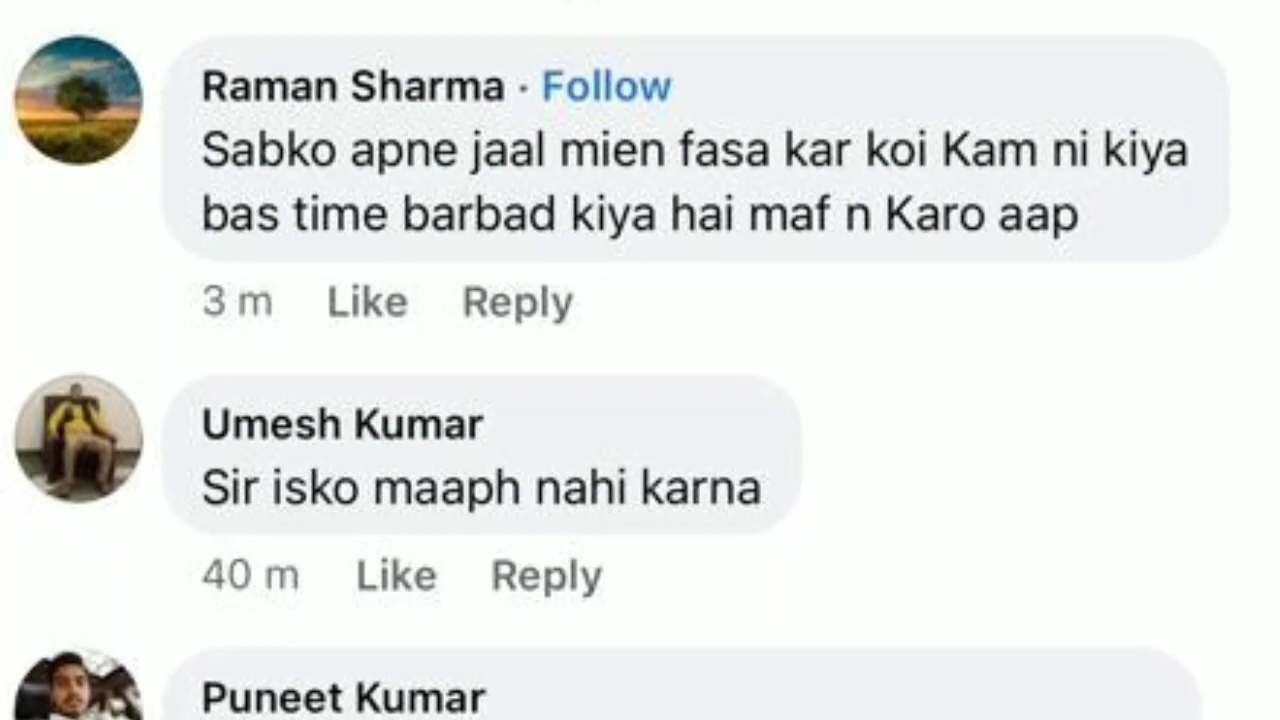 Raman Sharma · Follow
Sabko apne jaal mien fasa kar koi Kam ni kiya
bas time barbad kiya hai maf n Karo aap
3 m Like Reply
Umesh Kumar
Sir isko maaph nahi karna
40 m Like Reply
Puneet Kumar